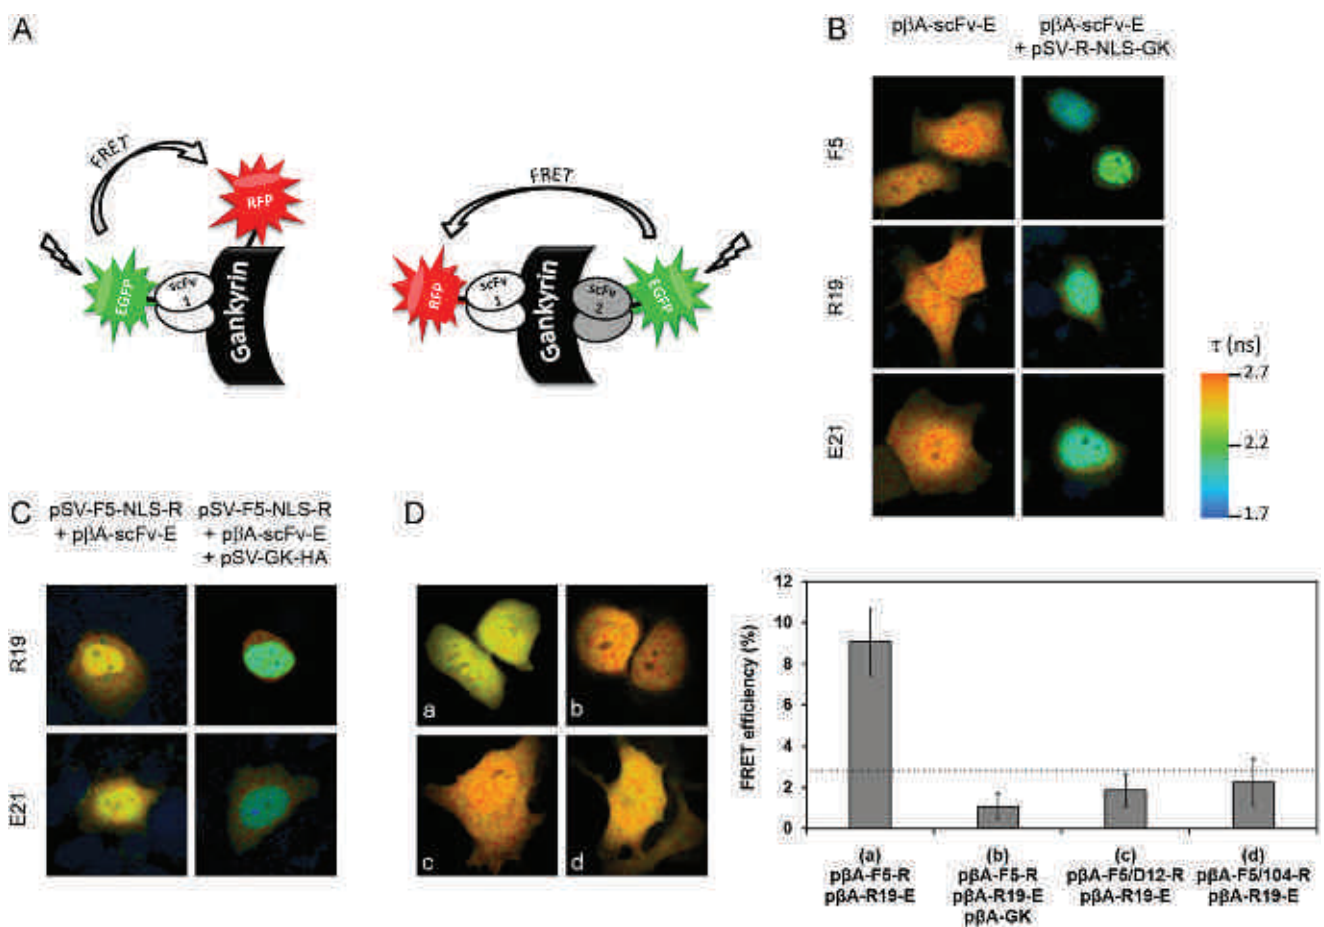 A
FRET
RFP
EGFP
scFv
1
Gankyrin
FRET
RFP
scFv
1
Gankyrin
scFv
2
EGFP
B
pβA-scFv-E
pβA-scFv-E
+ pSV-R-NLS-GK
F5
R19
E21
τ (ns)
2.7
2.2
1.7
C
pSV-F5-NLS-R
+ pβA-scFv-E
pSV-F5-NLS-R
+ pβA-scFv-E
+ pSV-GK-HA
R19
E21
D
a
b
c
d
FRET efficiency (%)
12
10
8
6
4
2
0
(a)
pβA-F5-R
pβA-R19-E
(b)
pβA-F5-R
pβA-R19-E
pβA-GK
(c)
pβA-F5/D12-R
pβA-R19-E
(d)
pβA-F5/104-R
pβA-R19-E